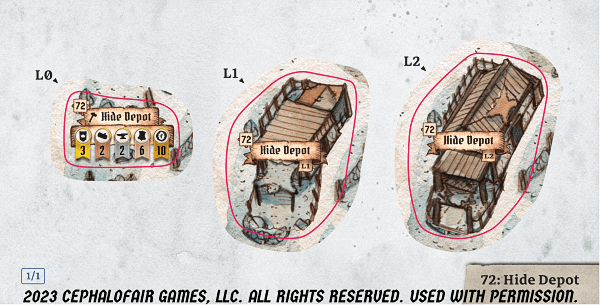 L0
L1
L2
72
Hide Depot
3 2 2 6 10
72
Hide Depot
L1
72
Hide Depot
L2
1/1
72: Hide Depot
2023 CEPHALOFAIR GAMES, LLC. ALL RIGHTS RESERVED. USED WITH PERMISSION.